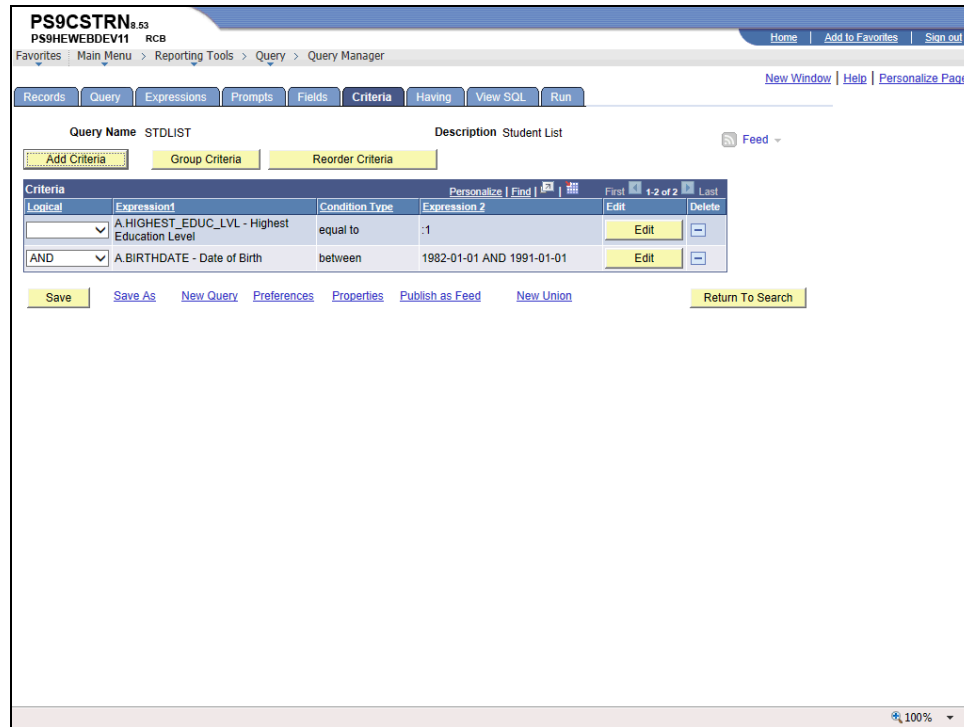 PS9CSTRN8.53
PS9HEWEBDEV11 RCB
Home | Add to Favorites | Sign out
Favorites Main Menu > Reporting Tools > Query > Query Manager
New Window | Help | Personalize Page
Records Query Expressions Prompts Fields Criteria Having View SQL Run
Query Name STDLIST Description Student List
Feed
Add Criteria Group Criteria Reorder Criteria
Criteria Personalize | Find | | First 1-2 of 2 Last
Logical Expression1 Condition Type Expression 2 Edit Delete
A.HIGHEST_EDUC_LVL - Highest Education Level equal to :1 Edit
AND A.BIRTHDATE - Date of Birth between 1982-01-01 AND 1991-01-01 Edit
Save Save As New Query Preferences Properties Publish as Feed New Union Return To Search
100%